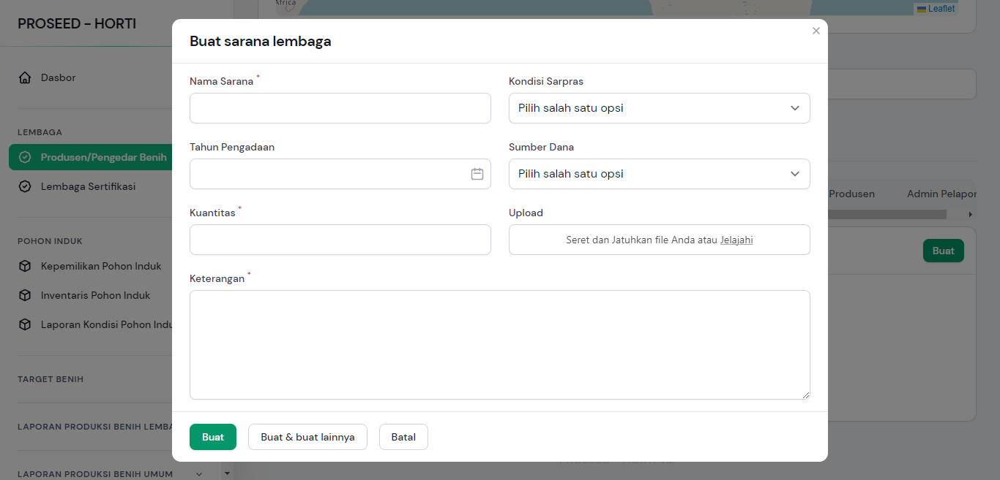 PROSEED - HORTI
Dasbor
LEMBAGA
Produsen/Pengedar Benih
Lembaga Sertifikasi
POHON INDUK
Kepemilikan Pohon Induk
Inventaris Pohon Induk
Laporan Kondisi Pohon Indu
TARGET BENIH
LAPORAN PRODUKSI BENIH LEMBA
LAPORAN PRODUKSI BENIH UMUM
Africa
Leaflet
Buat sarana lembaga
Nama Sarana *
Kondisi Sarpras
Pilih salah satu opsi
Tahun Pengadaan
Sumber Dana
Pilih salah satu opsi
Kuantitas *
Upload
Seret dan Jatuhkan file Anda atau Jelajahi
Keterangan *
Buat
Buat & buat lainnya
Batal
Produsen
Admin Pelapor
Buat